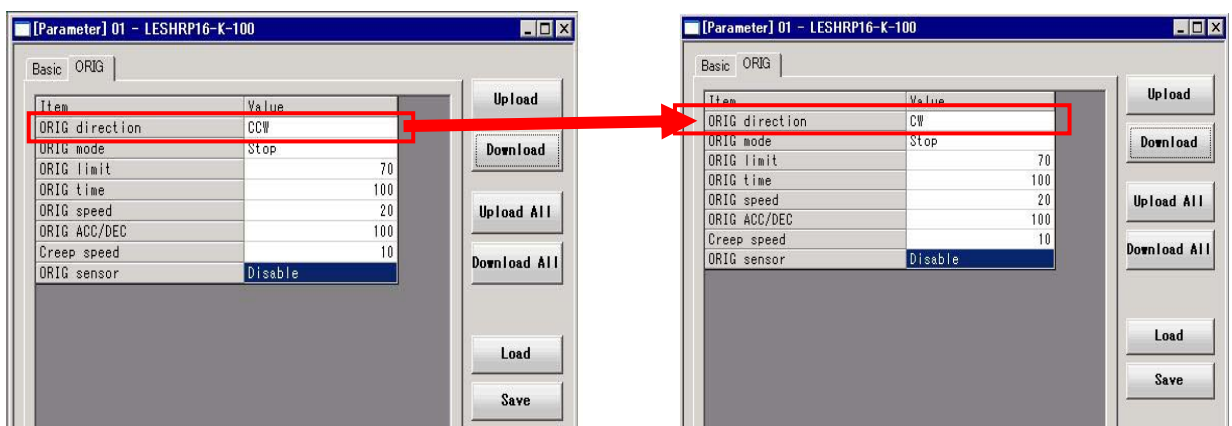 [Parameter] 01 - LESHRP16-K-100
Basic ORIG
Item Value
ORIG direction CCW
ORIG mode Stop
ORIG limit 70
ORIG time 100
ORIG speed 20
ORIG ACC/DEC 100
Creep speed 10
ORIG sensor Disable
Upload
Download
Upload All
Download All
Load
Save
[Parameter] 01 - LESHRP16-K-100
Basic ORIG
Item Value
ORIG direction CW
ORIG mode Stop
ORIG limit 70
ORIG time 100
ORIG speed 20
ORIG ACC/DEC 100
Creep speed 10
ORIG sensor Disable
Upload
Download
Upload All
Download All
Load
Save